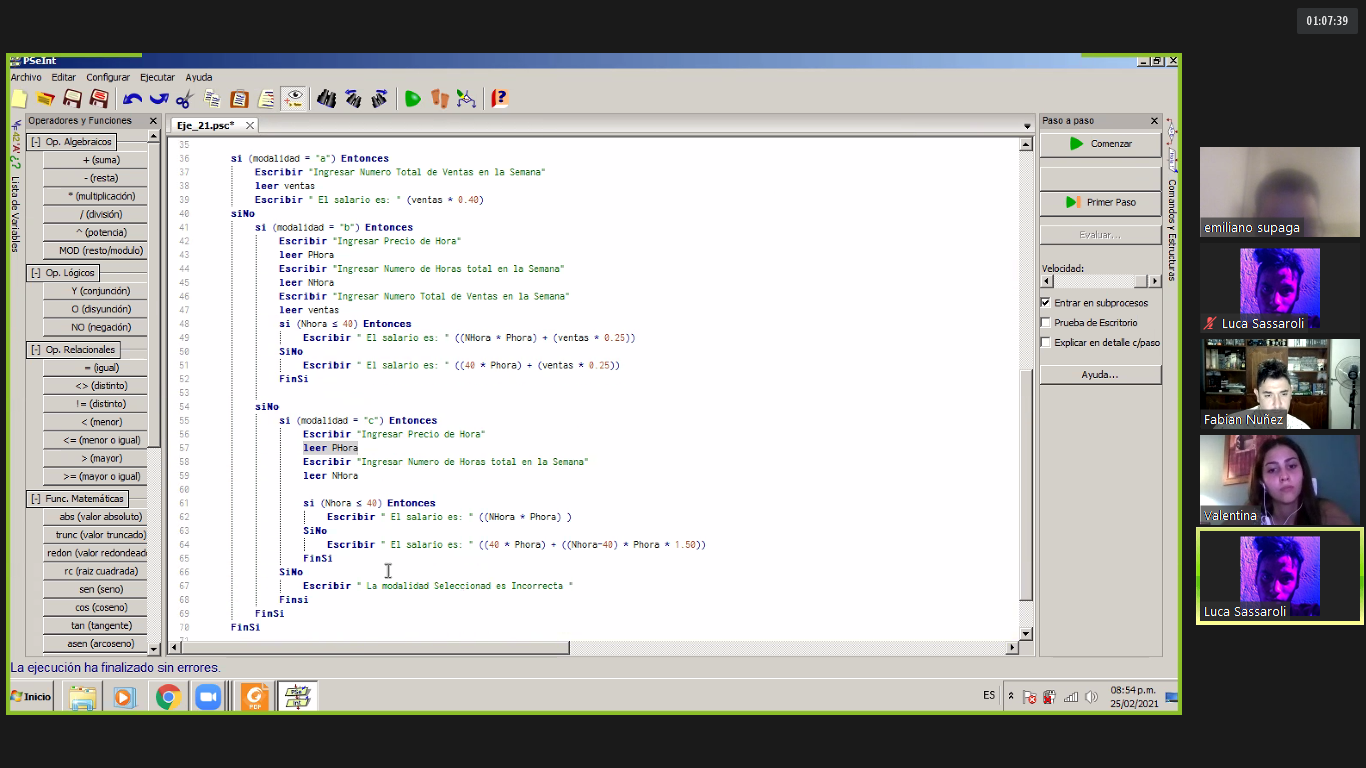 01:07:39
PSeInt
Archivo Editar Configurar Ejecutar Ayuda
Operadores y Funciones
Lista de Variables
[-] Op. Algebraicos
+ (suma)
- (resta)
* (multiplicación)
/ (división)
^ (potencia)
MOD (resto/modulo)
[-] Op. Lógicos
Y (conjunción)
O (disyunción)
NO (negación)
[-] Op. Relacionales
= (igual)
<> (distinto)
!= (distinto)
< (menor)
<= (menor o igual)
> (mayor)
>= (mayor o igual)
[-] Func. Matemáticas
abs (valor absoluto)
trunc (valor truncado)
redon (valor redondeado
rc (raiz cuadrada)
sen (seno)
cos (coseno)
tan (tangente)
asen (arcoseno)
Eje_21.psc*
35
36 si (modalidad = "a") Entonces
37 Escribir "Ingresar Numero Total de Ventas en la Semana"
38 leer ventas
39 Escribir " El salario es: " (ventas * 0.40)
40 siNo
41 si (modalidad = "b") Entonces
42 Escribir "Ingresar Precio de Hora"
43 leer PHora
44 Escribir "Ingresar Numero de Horas total en la Semana"
45 leer NHora
46 Escribir "Ingresar Numero Total de Ventas en la Semana"
47 leer ventas
48 si (Nhora ≤ 40) Entonces
49 Escribir " El salario es: " ((NHora * Phora) + (ventas * 0.25))
50 SiNo
51 Escribir " El salario es: " ((40 * Phora) + (ventas * 0.25))
52 FinSi
53
54 siNo
55 si (modalidad = "c") Entonces
56 Escribir "Ingresar Precio de Hora"
57 leer PHora
58 Escribir "Ingresar Numero de Horas total en la Semana"
59 leer NHora
60
61 si (Nhora ≤ 40) Entonces
62 Escribir " El salario es: " ((NHora * Phora) )
63 SiNo
64 Escribir " El salario es: " ((40 * Phora) + ((Nhora-40) * Phora * 1.50))
65 FinSi
66 SiNo
67 Escribir " La modalidad Seleccionad es Incorrecta "
68 Finsi
69 FinSi
70 FinSi
Paso a paso
Comenzar
Primer Paso
Evaluar...
Velocidad:
Entrar en subprocesos
Prueba de Escritorio
Explicar en detalle c/paso
Ayuda...
Comandos y Estructuras
La ejecución ha finalizado sin errores.
Inicio
PDF
ES
08:54 p.m.
25/02/2021
emiliano supaga
Luca Sassaroli
Fabian Nuñez
Valentina
Luca Sassaroli